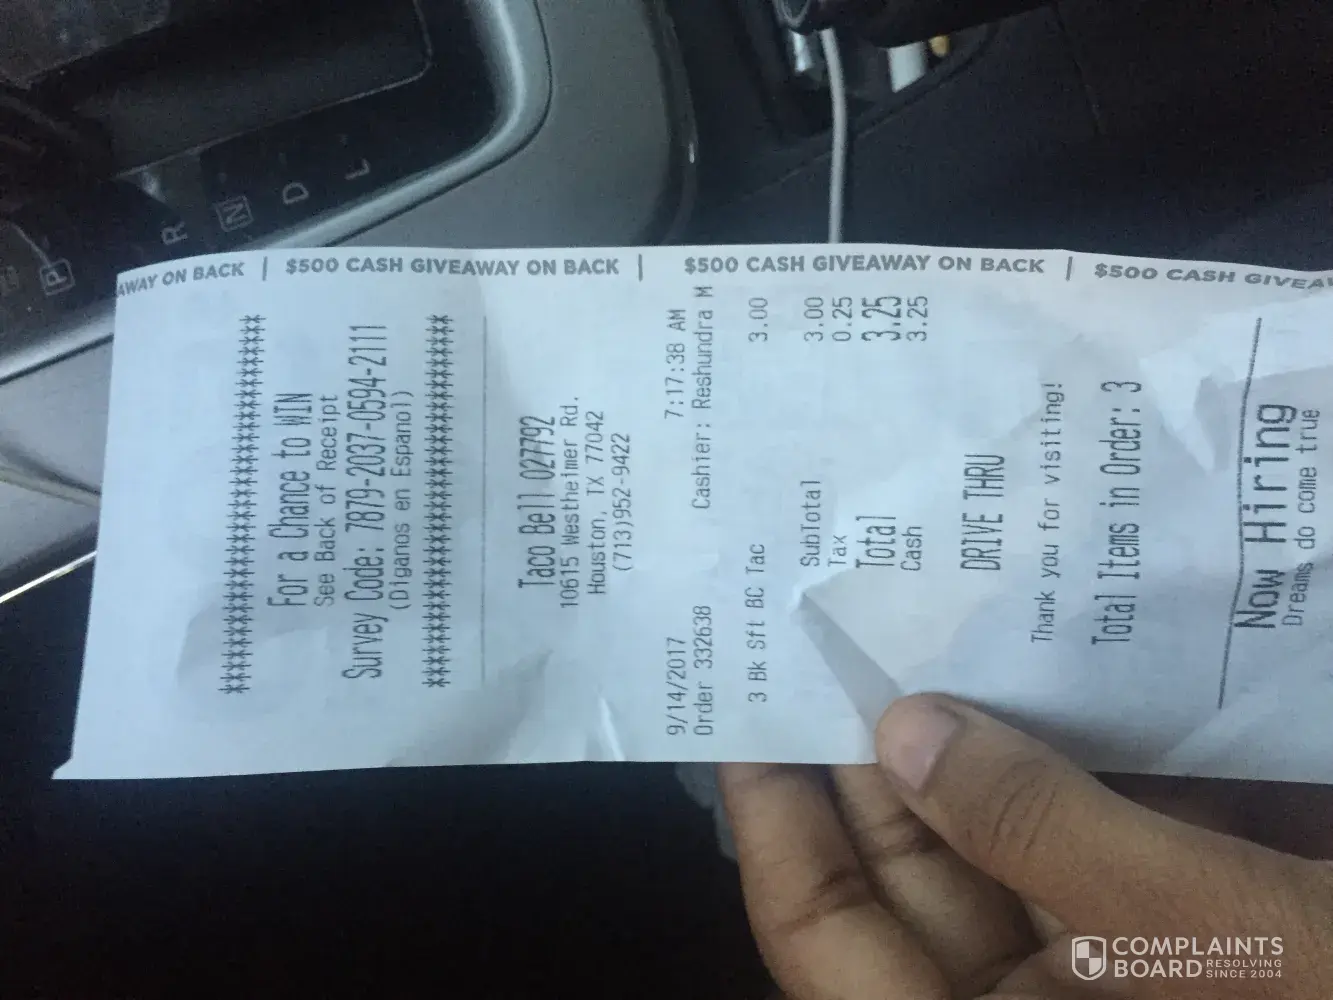 AWAY ON BACK | $500 CASH GIVEAWAY ON BACK | $500 CASH GIVEAWAY ON BACK | $500 CASH GIVEAWA
****************************************
For a Chance to WIN
See Back of Receipt
Survey Code: 7879-2037-0594-2111
(Diganos en Espanol)
****************************************
Taco Bell 027792
10615 Westheimer Rd.
Houston, TX 77042
(713)952-9422
9/14/2017 7:17:38 AM
Order 332638 Cashier: Reshundra M
3 Bk Sft BC Tac 3.00
SubTotal 3.00
Tax 0.25
Total 3.25
Cash 3.25
DRIVE THRU
Thank you for visiting!
Total Items in Order: 3
Now Hiring
Dreams do come true
P
R
N
D
L
COMPLAINTS
BOARD RESOLVING
SINCE 2004